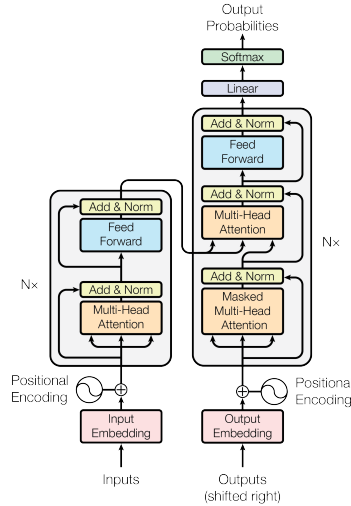 Output
Probabilities
Softmax
Linear
Add & Norm
Feed
Forward
Add & Norm
Multi-Head
Attention
Add & Norm
Masked
Multi-Head
Attention
N×
Add & Norm
Feed
Forward
Add & Norm
Multi-Head
Attention
N×
Positional
Encoding
Positiona
Encoding
Input
Embedding
Output
Embedding
Inputs
Outputs
(shifted right)